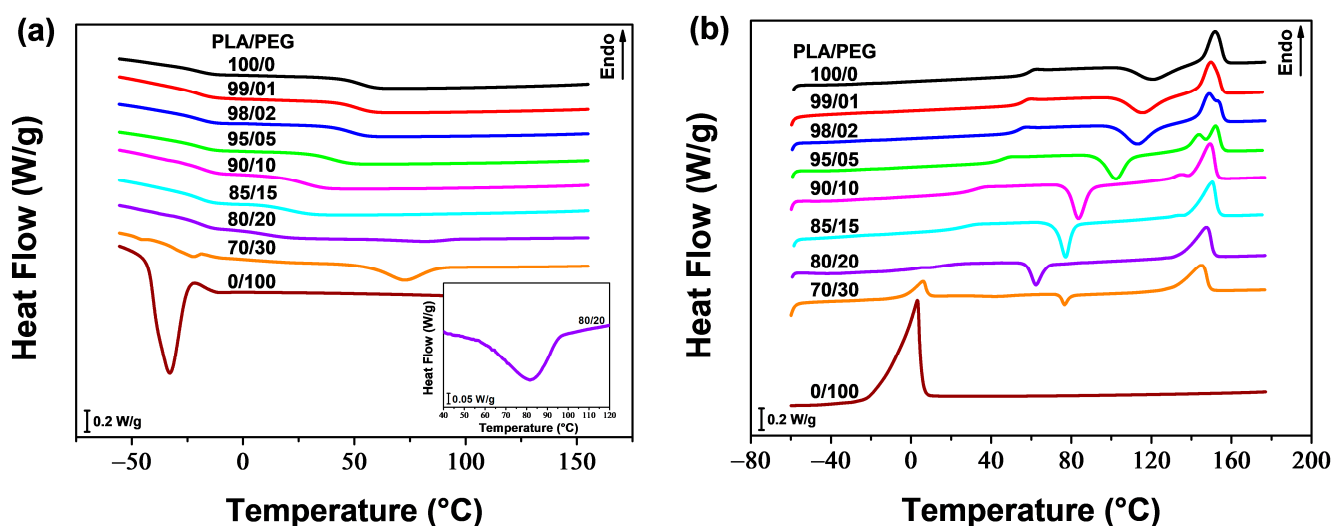 (a)
PLA/PEG
100/0
99/01
98/02
95/05
90/10
85/15
80/20
70/30
0/100
Endo
Heat Flow (W/g)
0.2 W/g
–50
0
50
100
150
Temperature (°C)
80/20
Heat Flow (W/g)
0.05 W/g
40
50
60
70
80
90
100
110
120
Temperature (°C)
(b)
PLA/PEG
100/0
99/01
98/02
95/05
90/10
85/15
80/20
70/30
0/100
Endo
Heat Flow (W/g)
0.2 W/g
–80
–40
0
40
80
120
160
200
Temperature (°C)